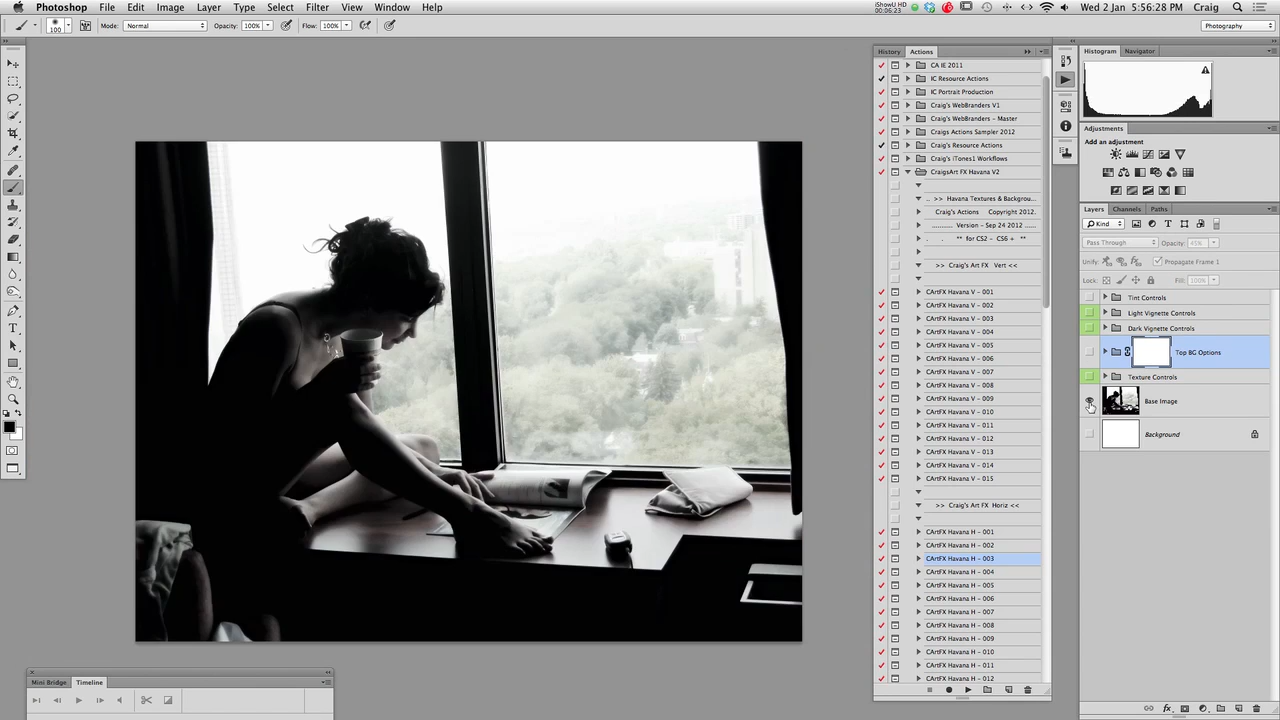 Photoshop File Edit Image Layer Type Select Filter View Window Help
iShowU HD
00:06:23
Wed 2 Jan 5:56:28 PM Craig
100
Mode: Normal
Opacity: 100%
Flow: 100%
Photography
History Actions
CA IE 2011
IC Resource Actions
IC Portrait Production
Craig's WebBranders V1
Craig's WebBranders - Master
Craigs Actions Sampler 2012
Craig's Resource Actions
Craig's iTones1 Workflows
CraigsArt FX Havana V2
.. >> Havana Textures & Backgrou...
Craig's Actions Copyright 2012.
.......... Version - Sep 24 2012 ......
. . ** for CS2 - CS6 + **
>> Craig's Art FX Vert <<
CArtFX Havana V - 001
CArtFX Havana V - 002
CArtFX Havana V - 003
CArtFX Havana V - 004
CArtFX Havana V - 005
CArtFX Havana V - 006
CArtFX Havana V - 007
CArtFX Havana V - 008
CArtFX Havana V - 009
CArtFX Havana V - 010
CArtFX Havana V - 011
CArtFX Havana V - 012
CArtFX Havana V - 013
CArtFX Havana V - 014
CArtFX Havana V - 015
>> Craig's Art FX Horiz <<
CArtFX Havana H - 001
CArtFX Havana H - 002
CArtFX Havana H - 003
CArtFX Havana H - 004
CArtFX Havana H - 005
CArtFX Havana H - 006
CArtFX Havana H - 007
CArtFX Havana H - 008
CArtFX Havana H - 009
CArtFX Havana H - 010
CArtFX Havana H - 011
CArtFX Havana H - 012
Histogram Navigator
Adjustments
Add an adjustment
Layers Channels Paths
Kind
Pass Through Opacity: 45%
Unify: Propagate Frame 1
Lock: Fill: 100%
Tint Controls
Light Vignette Controls
Dark Vignette Controls
Top BG Options
Texture Controls
Base Image
Background
Mini Bridge Timeline